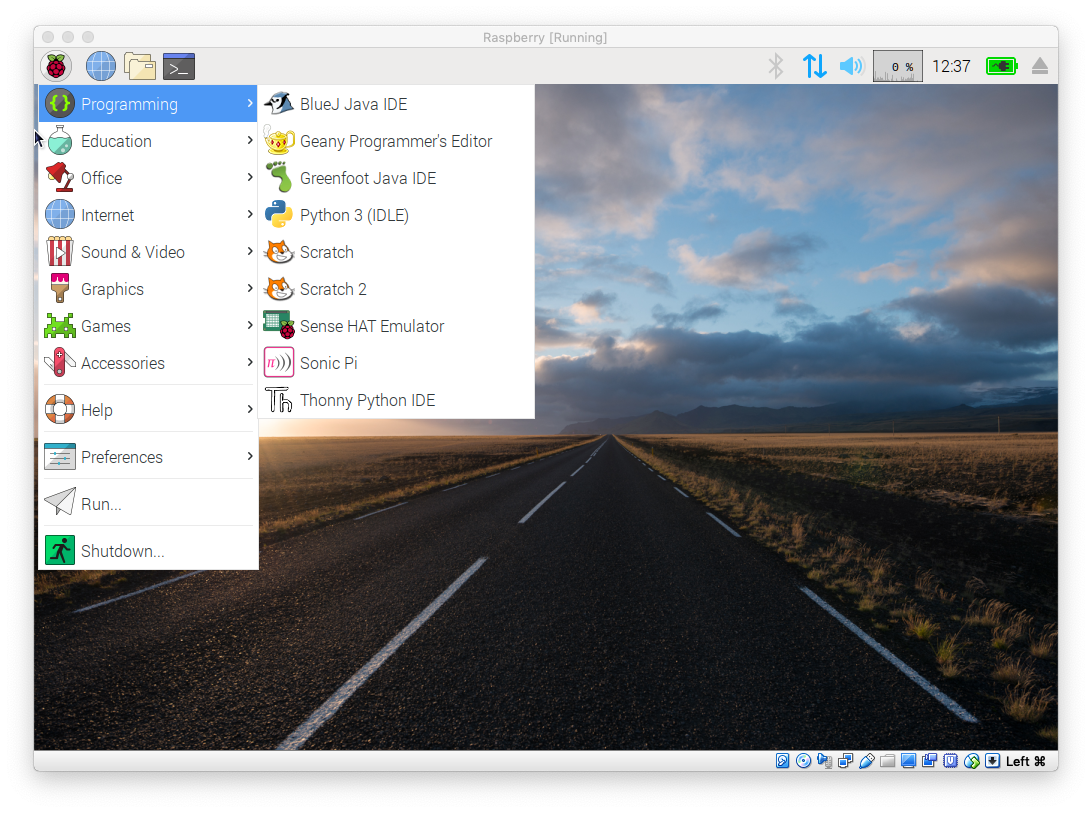 Raspberry [Running]
0 %
12:37
Programming
Education
Office
Internet
Sound & Video
Graphics
Games
Accessories
Help
Preferences
Run...
Shutdown...
BlueJ Java IDE
Geany Programmer's Editor
Greenfoot Java IDE
Python 3 (IDLE)
Scratch
Scratch 2
Sense HAT Emulator
Sonic Pi
Thonny Python IDE
Left ⌘